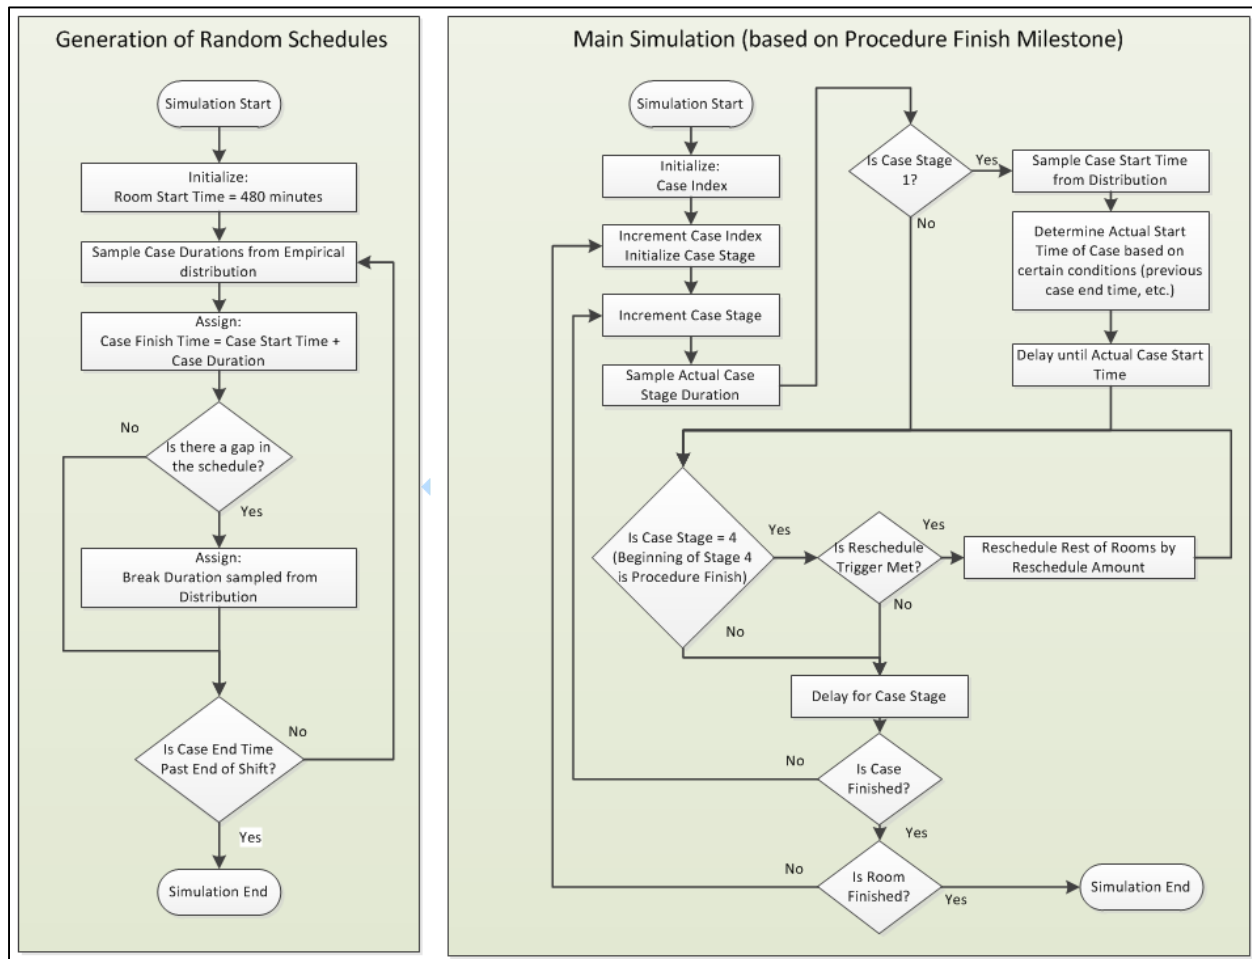 Generation of Random Schedules
Simulation Start
Initialize:
Room Start Time = 480 minutes
Sample Case Durations from Empirical
distribution
Assign:
Case Finish Time = Case Start Time +
Case Duration
No
Is there a gap in
the schedule?
Yes
Assign:
Break Duration sampled from
Distribution
No
Is Case End Time
Past End of Shift?
Yes
Simulation End
Main Simulation (based on Procedure Finish Milestone)
Simulation Start
Initialize:
Case Index
Increment Case Index
Initialize Case Stage
Increment Case Stage
Sample Actual Case
Stage Duration
Is Case Stage
1?
Yes
No
Sample Case Start Time
from Distribution
Determine Actual Start
Time of Case based on
certain conditions (previous
case end time, etc.)
Delay until Actual Case Start
Time
Is Case Stage = 4
(Beginning of Stage 4
is Procedure Finish)
Yes
No
Is Reschedule
Trigger Met?
Yes
No
Reschedule Rest of Rooms by
Reschedule Amount
Delay for Case Stage
No
Is Case
Finished?
Yes
No
Is Room
Finished?
Yes
Simulation End